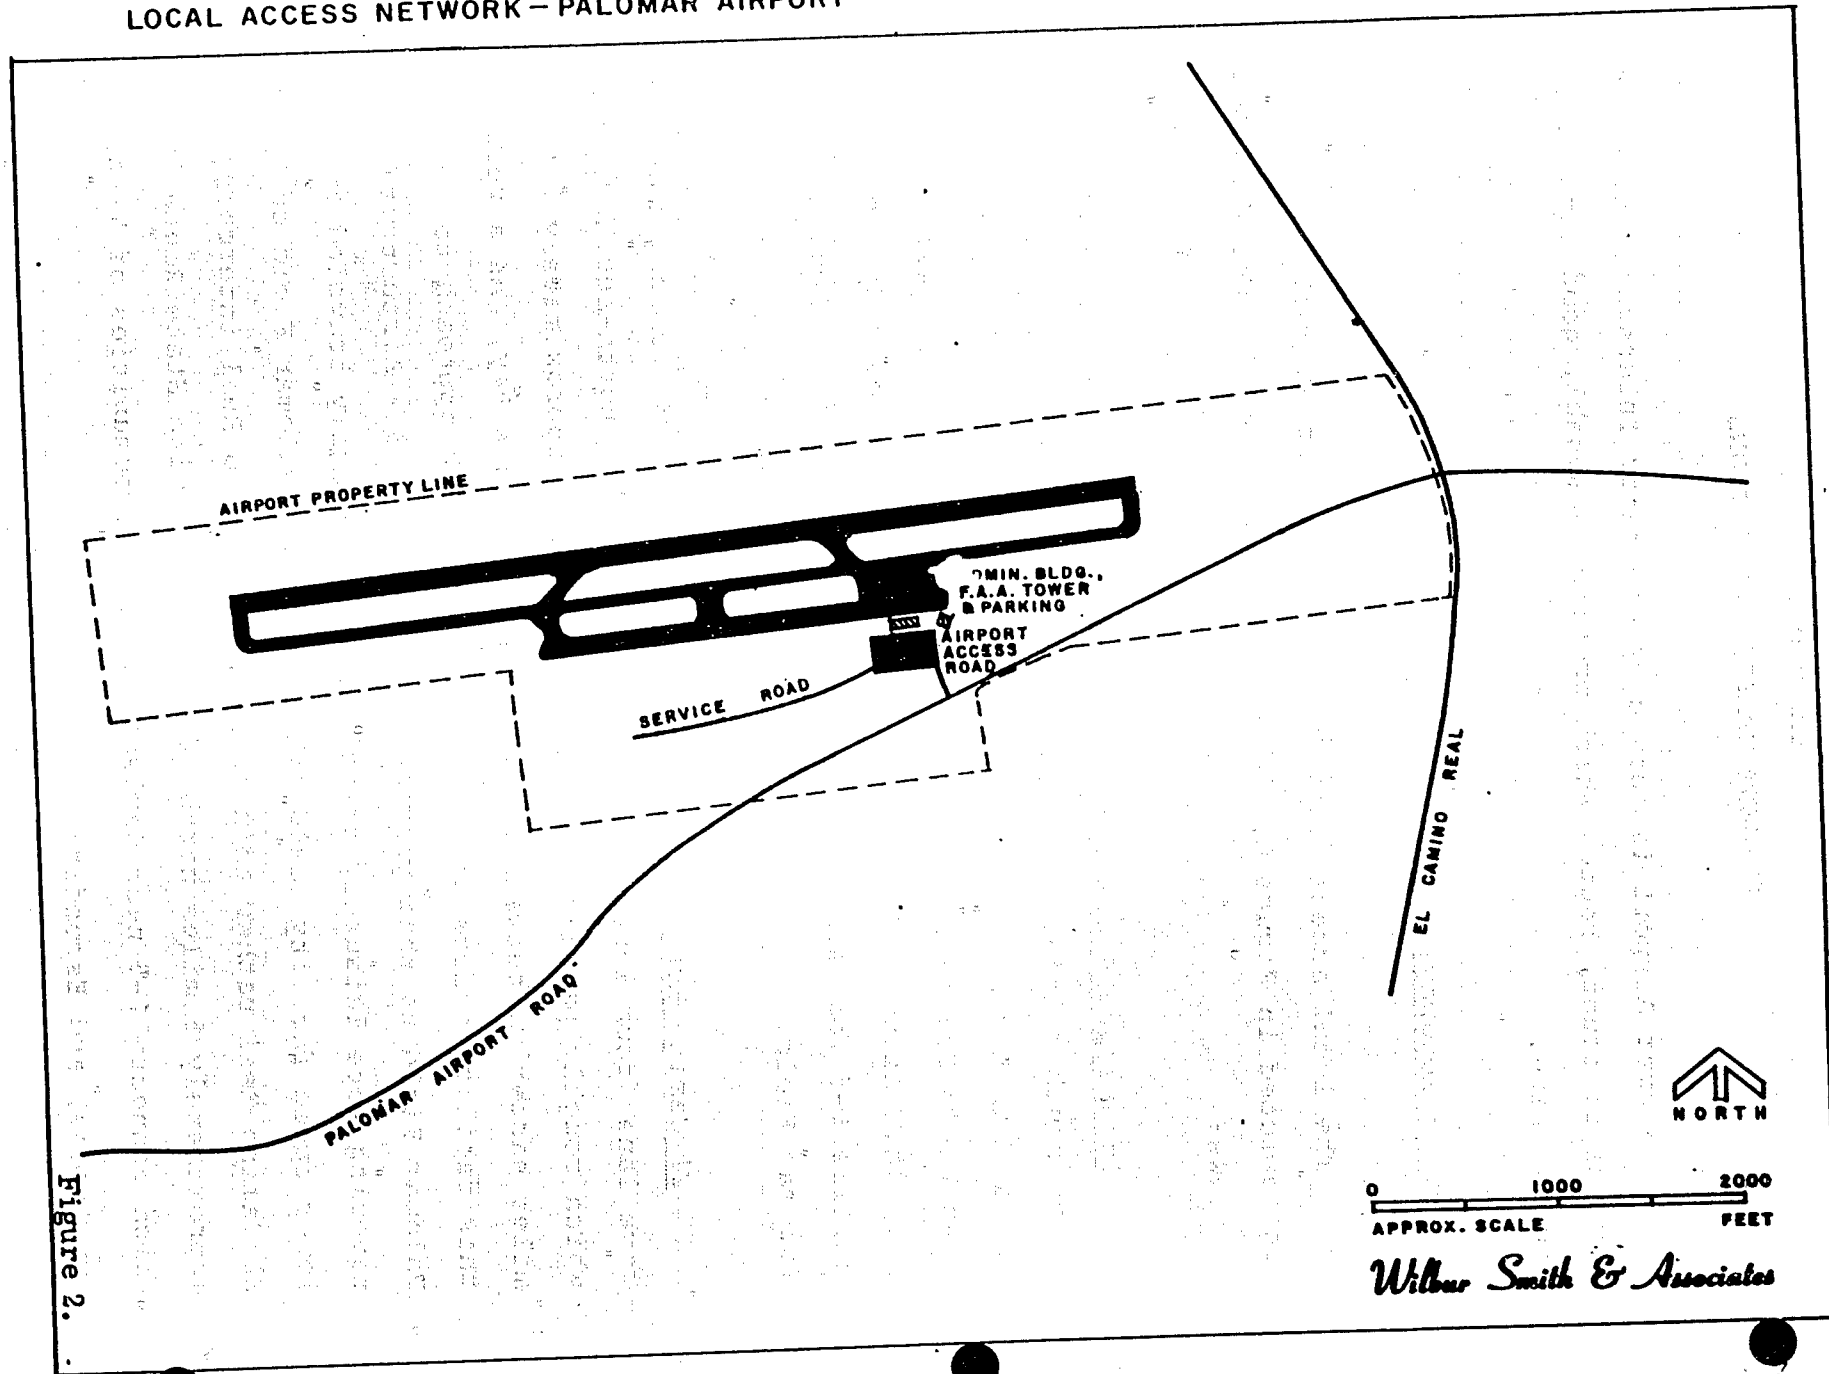 LOCAL ACCESS NETWORK — PALOMAR AIRPORT
AIRPORT PROPERTY LINE
BLDG.,
F.A.A. TOWER
& PARKING
AIRPORT
ACCESS
ROAD
SERVICE ROAD
EL CAMINO REAL
PALOMAR AIRPORT ROAD
NORTH
0 1000 2000
APPROX. SCALE FEET
Wilbur Smith & Associates
Figure 2.